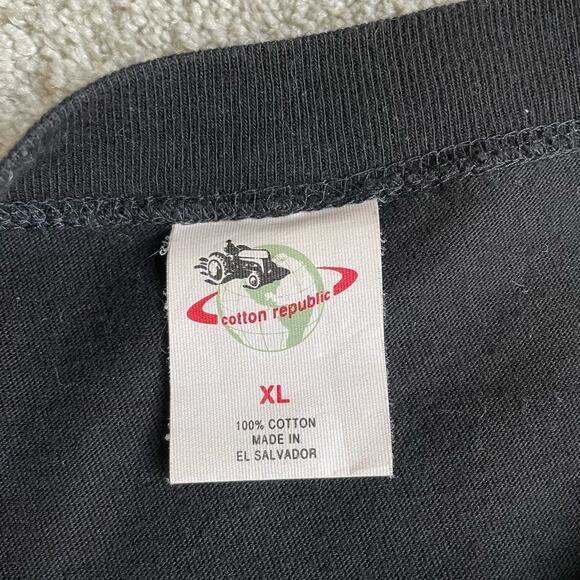 cotton republic
XL
100% COTTON
MADE IN
EL SALVADOR